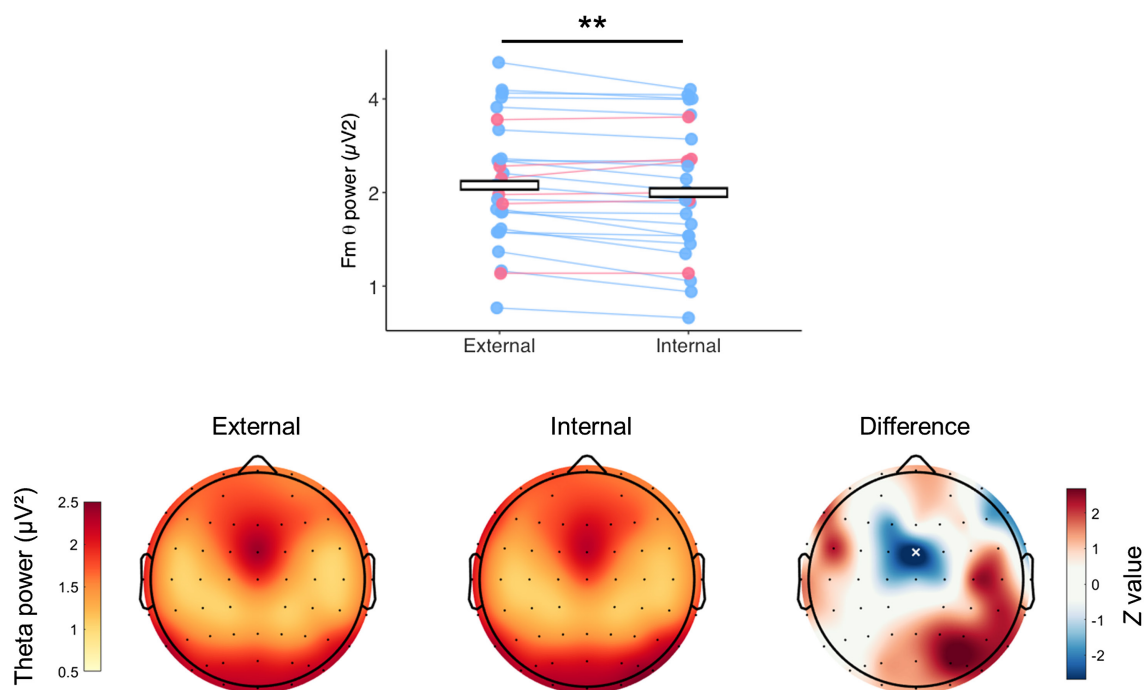 **
Fm θ power (µV2)
4
2
1
External
Internal
External
Internal
Difference
Theta power (µV²)
2.5
2
1.5
1
0.5
×
2
1
0
-1
-2
Z value